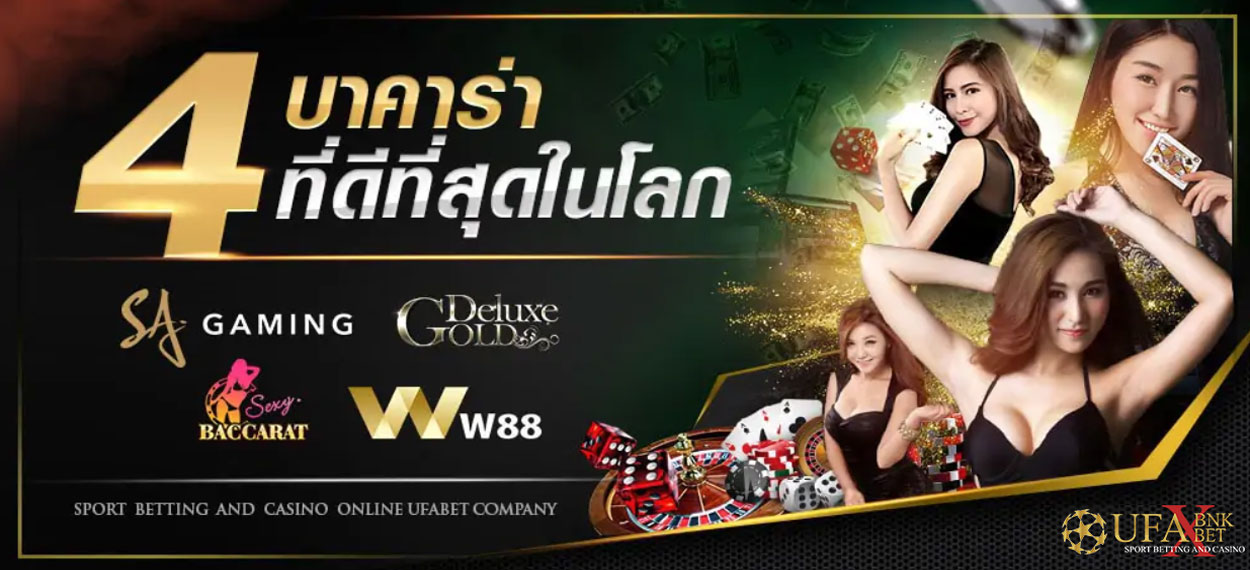 4 บาคาร่า
ที่ดีที่สุดในโลก
SA GAMING
Deluxe
GOLD
Sexy
BACCARAT
W W88
SPORT BETTING AND CASINO ONLINE UFABET COMPANY
UFA X BNK
BET
SPORT BETTING AND CASINO